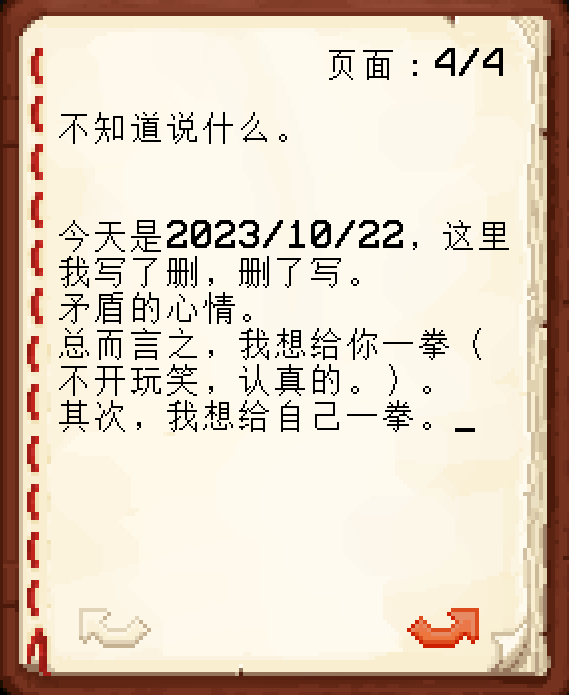 页面：4/4
不知道说什么。
今天是2023/10/22，这里
我写了删，删了写。
矛盾的心情。
总而言之，我想给你一拳（
不开玩笑，认真的。）。
其次，我想给自己一拳。_